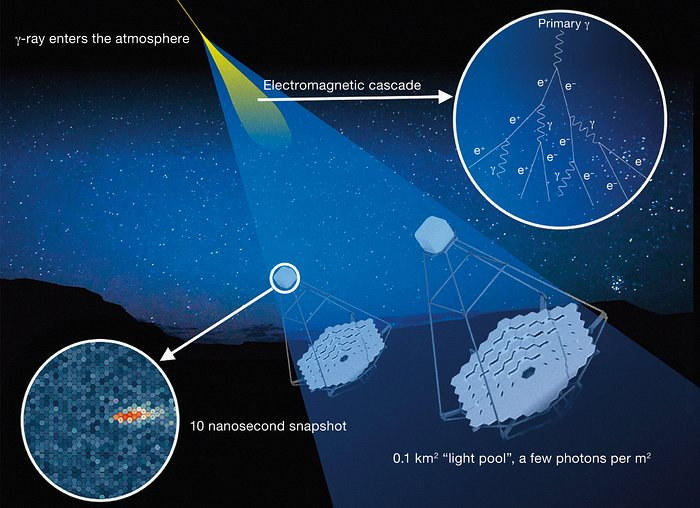 γ-ray enters the atmosphere
Electromagnetic cascade
Primary γ
e⁺
e⁻
e⁺
γ
γ
e⁺
e⁻
e⁻
e⁺
γ
e⁺
γ
e⁻
e⁻
10 nanosecond snapshot
0.1 km² “light pool”, a few photons per m²